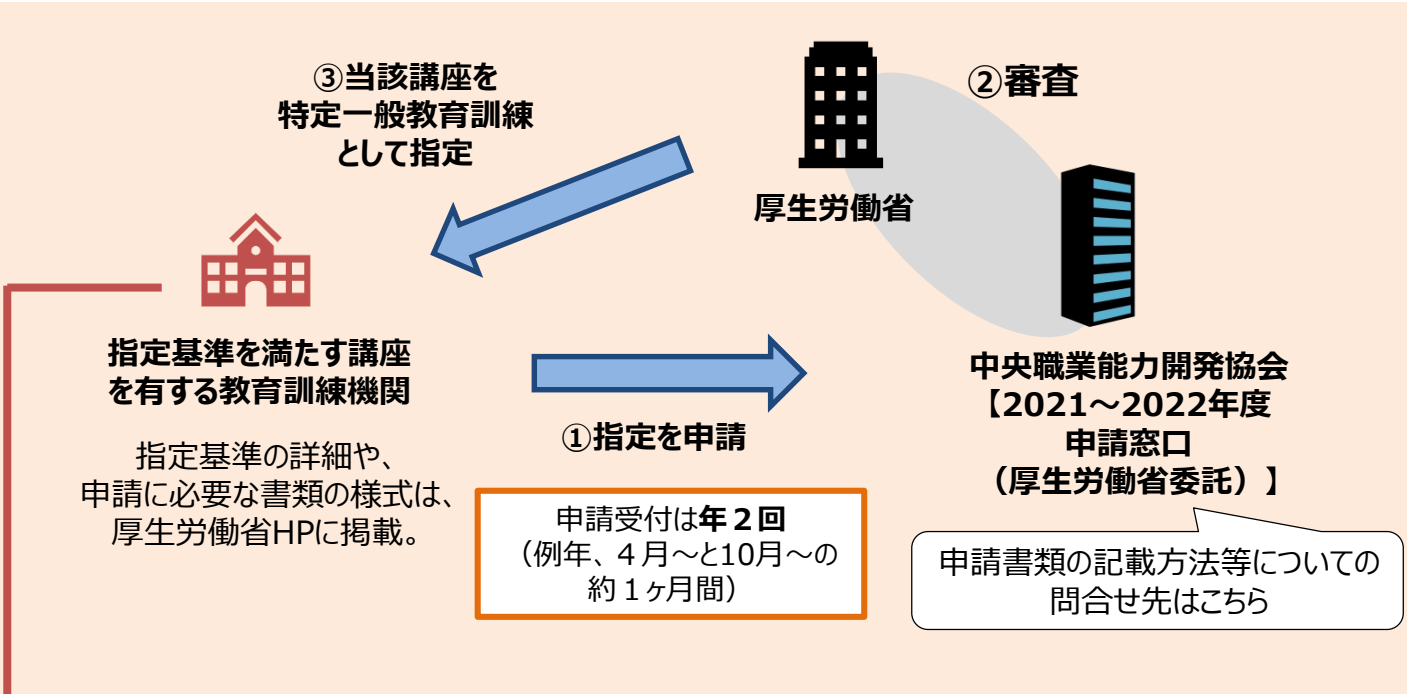 ③当該講座を
特定一般教育訓練
として指定
②審査
厚生労働省
指定基準を満たす講座
を有する教育訓練機関
指定基準の詳細や、
申請に必要な書類の様式は、
厚生労働省HPに掲載。
①指定を申請
申請受付は年２回
（例年、４月～と10月～の
約１ヶ月間）
中央職業能力開発協会
【2021～2022年度
申請窓口
（厚生労働省委託）】
申請書類の記載方法等についての
問合せ先はこちら